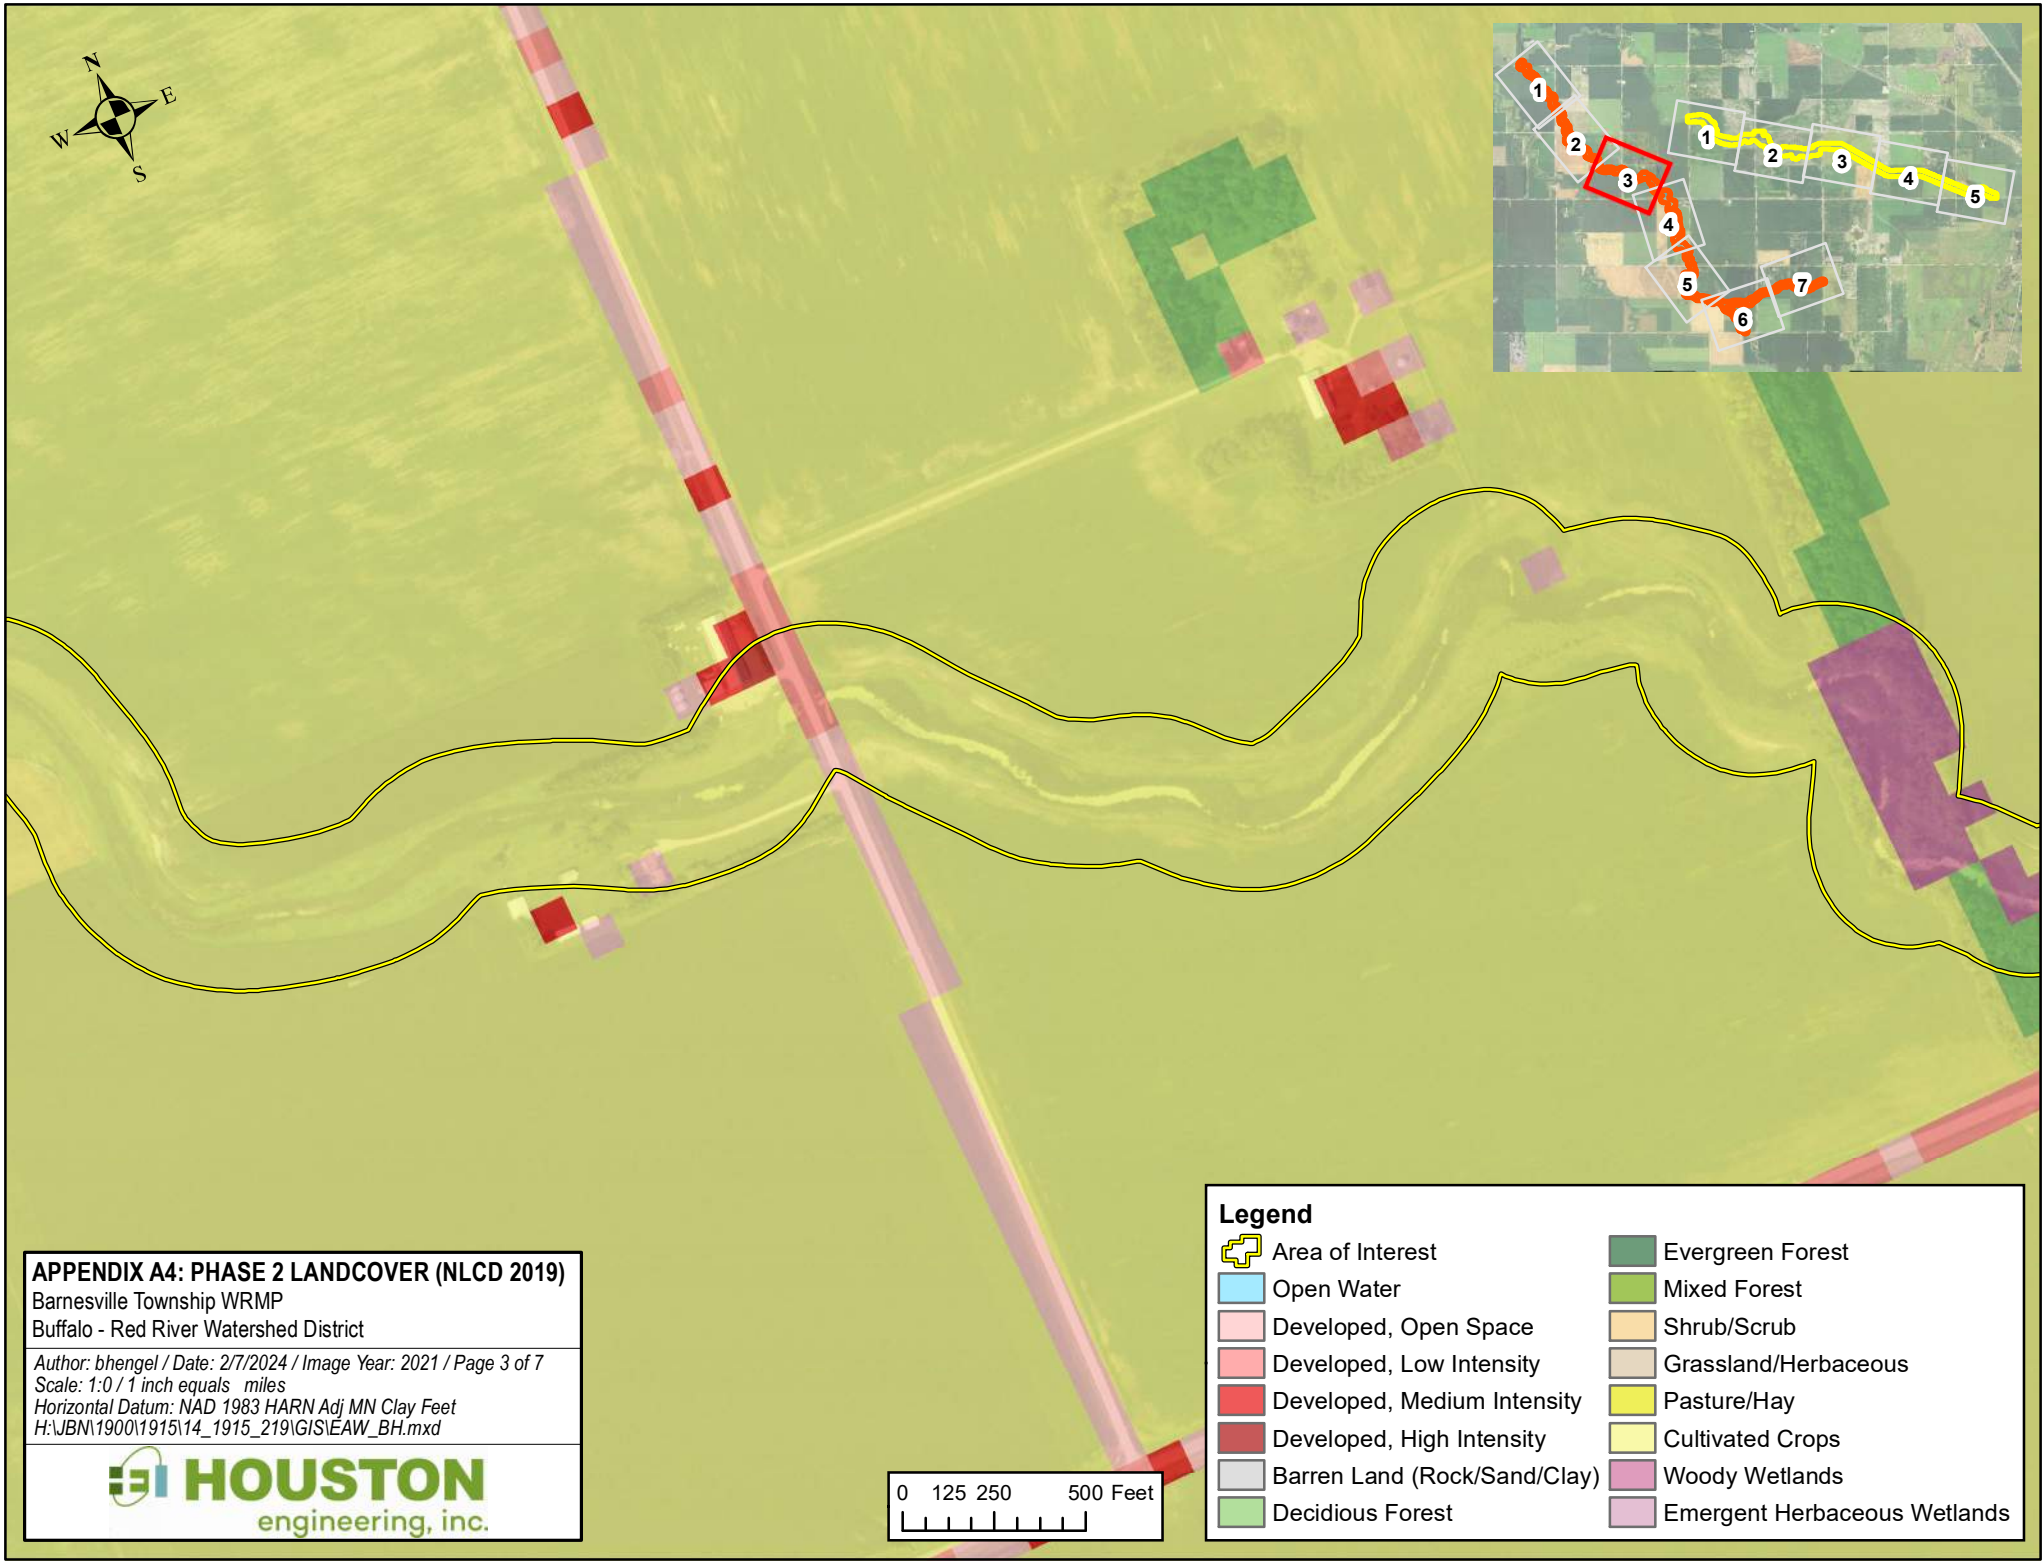 N
E
W
S
1
2
3
4
5
6
7
1
2
3
4
5
APPENDIX A4: PHASE 2 LANDCOVER (NLCD 2019)
Barnesville Township WRMP
Buffalo - Red River Watershed District
Author: bhengel / Date: 2/7/2024 / Image Year: 2021 / Page 3 of 7
Scale: 1:0 / 1 inch equals miles
Horizontal Datum: NAD 1983 HARN Adj MN Clay Feet
H:\JBN\1900\1915\14_1915_219\GIS\EAW_BH.mxd
HOUSTON
engineering, inc.
0 125 250 500 Feet
Legend
Area of Interest
Open Water
Developed, Open Space
Developed, Low Intensity
Developed, Medium Intensity
Developed, High Intensity
Barren Land (Rock/Sand/Clay)
Decidious Forest
Evergreen Forest
Mixed Forest
Shrub/Scrub
Grassland/Herbaceous
Pasture/Hay
Cultivated Crops
Woody Wetlands
Emergent Herbaceous Wetlands